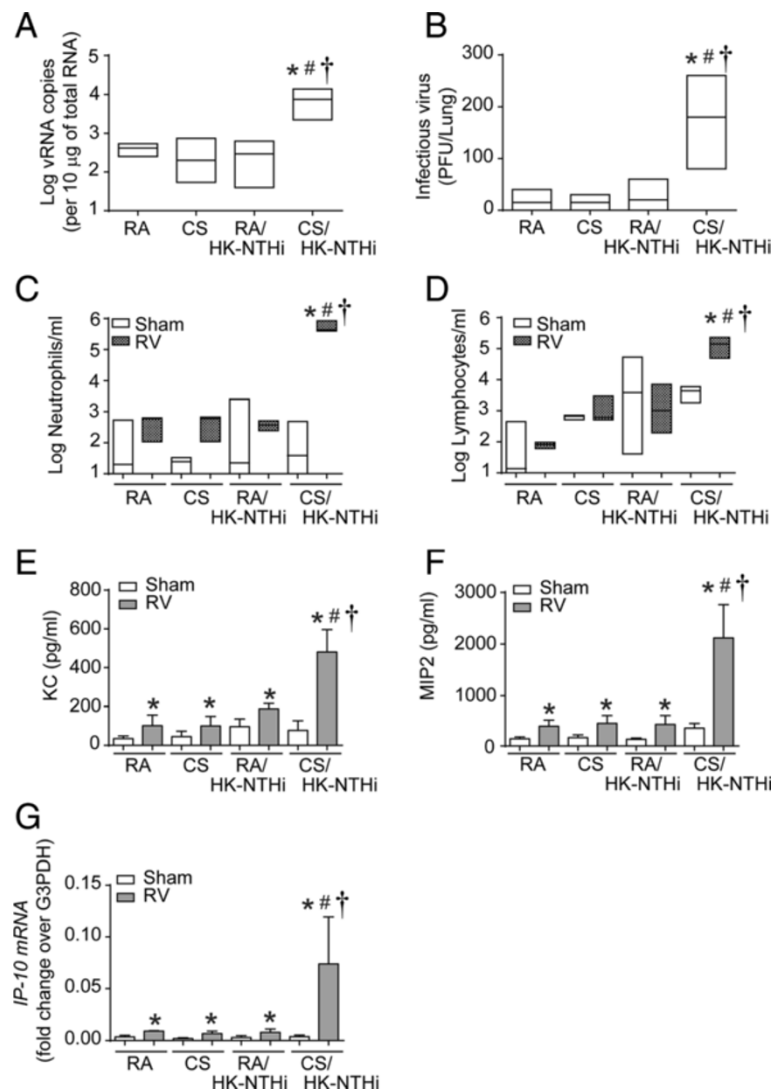 A
Log vRNA copies
(per 10 µg of total RNA)
5
4
3
2
1
* # †
RA
CS
RA/
HK-NTHi
CS/
HK-NTHi
B
Infectious virus
(PFU/Lung)
300
200
100
0
* # †
RA
CS
RA/
HK-NTHi
CS/
HK-NTHi
C
Log Neutrophils/ml
6
5
4
3
2
1
Sham
RV
* # †
RA
CS
RA/
HK-NTHi
CS/
HK-NTHi
D
Log Lymphocytes/ml
6
5
4
3
2
1
Sham
RV
* # †
RA
CS
RA/
HK-NTHi
CS/
HK-NTHi
E
KC
(pg/ml)
800
600
400
200
0
Sham
RV
* * * * # †
RA
CS
RA/
HK-NTHi
CS/
HK-NTHi
F
MIP2
(pg/ml)
3000
2000
1000
0
Sham
RV
* * * * # †
RA
CS
RA/
HK-NTHi
CS/
HK-NTHi
G
IP-10 mRNA
(fold change over G3PDH)
0.15
0.10
0.05
0.00
Sham
RV
* * * * # †
RA
CS
RA/
HK-NTHi
CS/
HK-NTHi